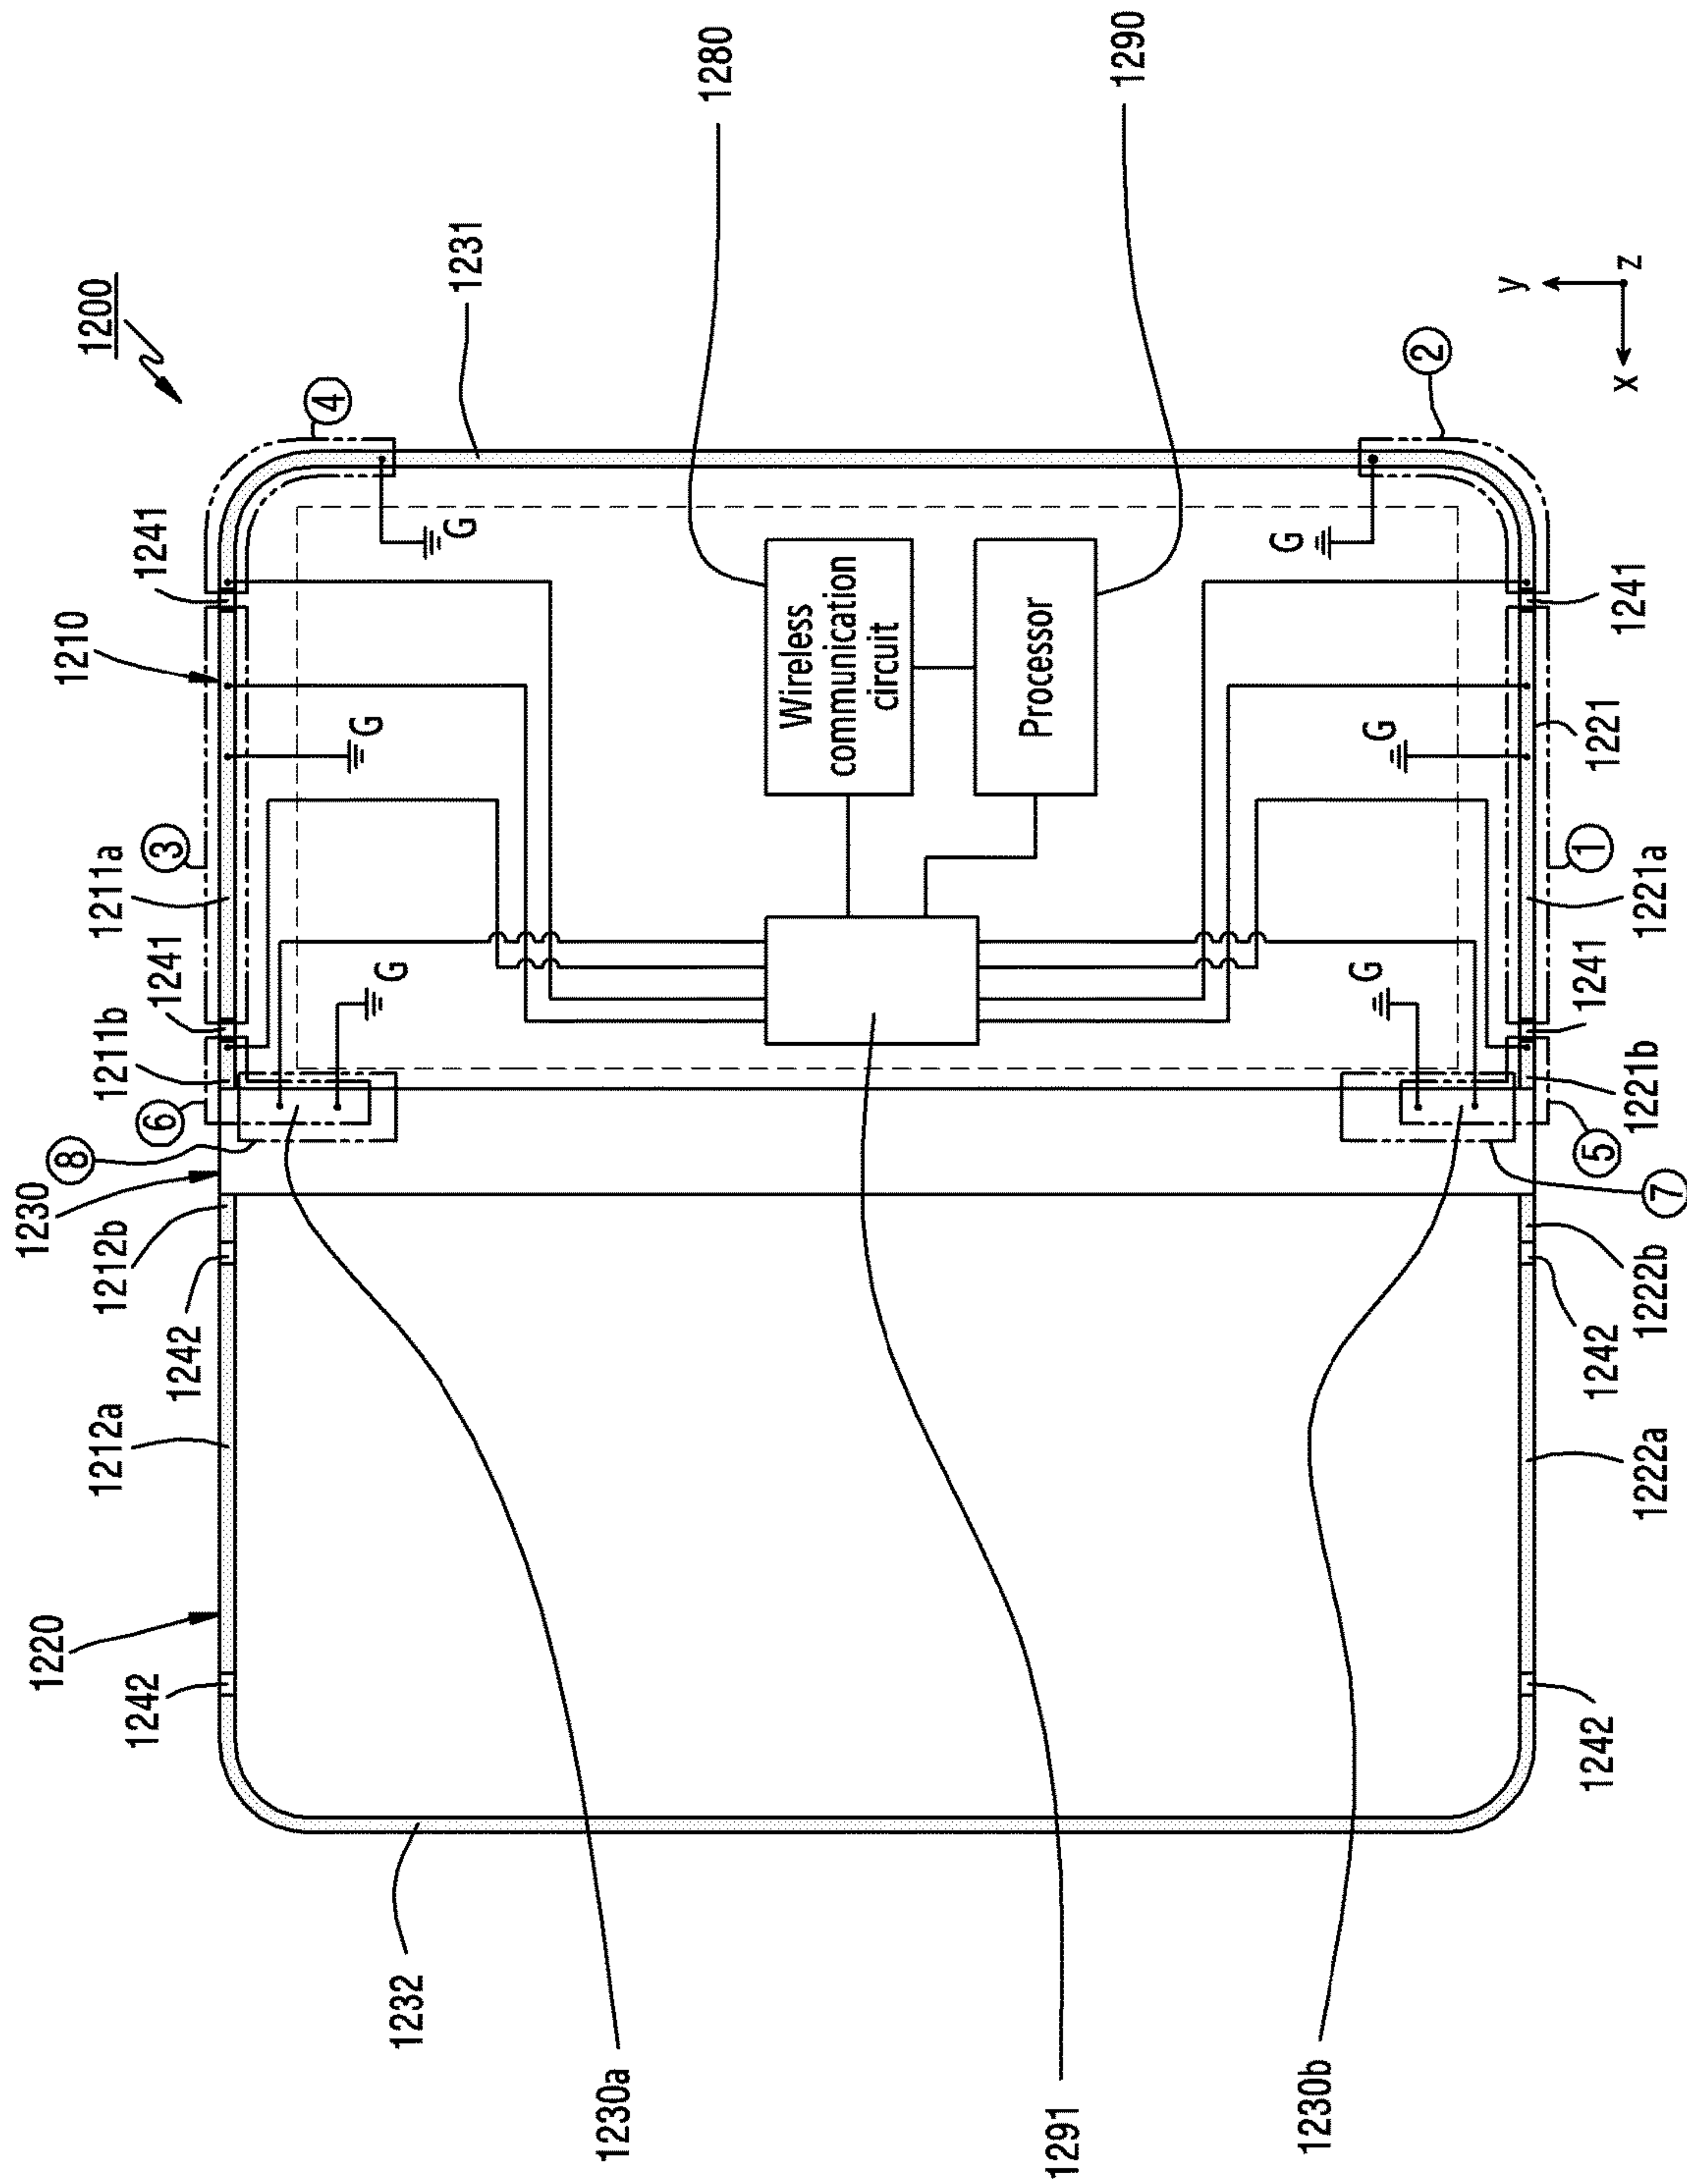 1200
1280
1290
1231
④
②
y
x
z
1241
1210
G
G
Wireless
communication
circuit
Processor
1241
1221
G
G
③
1211a
①
1221a
1241
1211b
G
G
1241
1221b
⑥
⑧
⑤
⑦
1230
1212b
1242
1222b
1242
1212a
1222a
1220
1242
1242
1232
1230a
1291
1230b